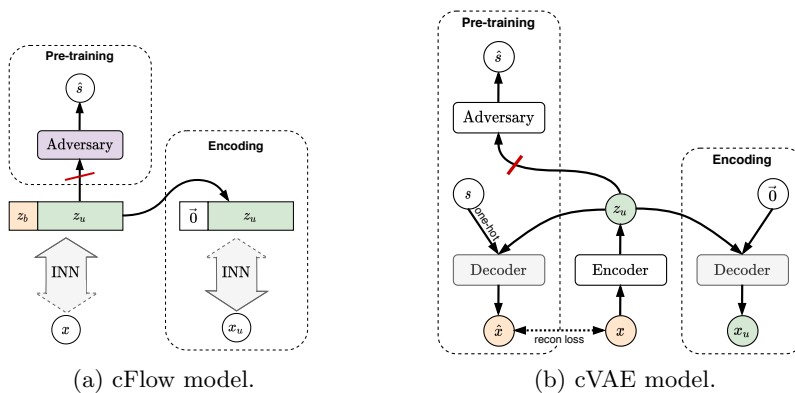 Pre-training
ŝ
Adversary
Encoding
z_b
z_u
0⃗
z_u
INN
INN
x
x_u
(a) cFlow model.
Pre-training
ŝ
Adversary
Encoding
s
one-hot
z_u
0⃗
Decoder
Encoder
Decoder
x̂
recon loss
x
x_u
(b) cVAE model.